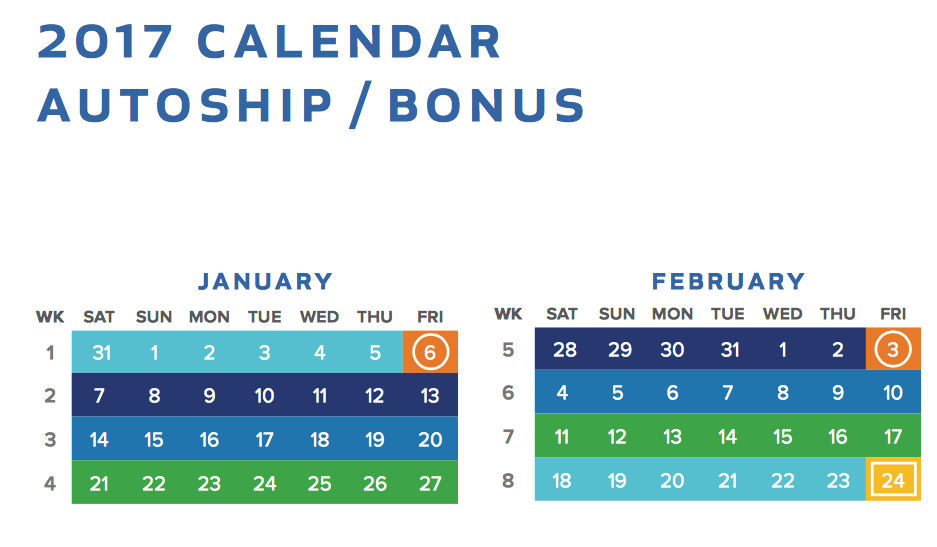 2017 CALENDAR
AUTOSHIP / BONUS
JANUARY
WK SAT SUN MON TUE WED THU FRI
1 31 1 2 3 4 5 6
2 7 8 9 10 11 12 13
3 14 15 16 17 18 19 20
4 21 22 23 24 25 26 27
FEBRUARY
WK SAT SUN MON TUE WED THU FRI
5 28 29 30 31 1 2 3
6 4 5 6 7 8 9 10
7 11 12 13 14 15 16 17
8 18 19 20 21 22 23 24